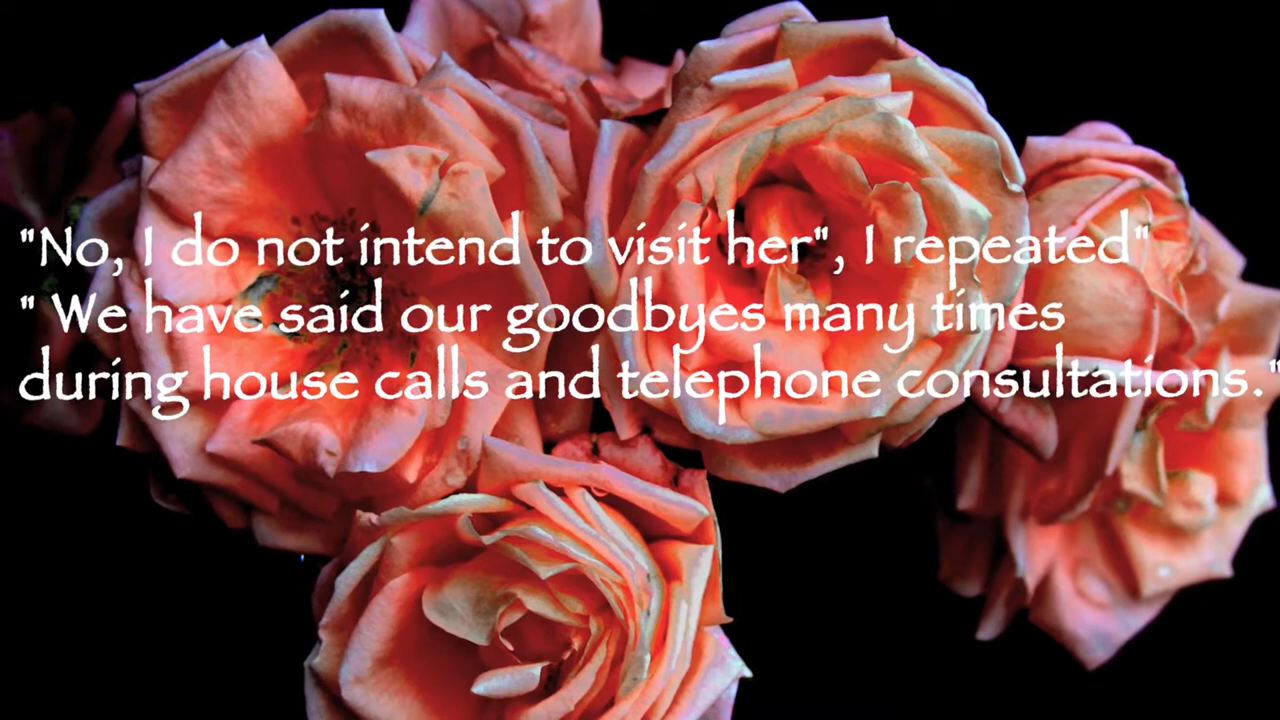 "No, I do not intend to visit her", I repeated"
" We have said our goodbyes many times
during house calls and telephone consultations."